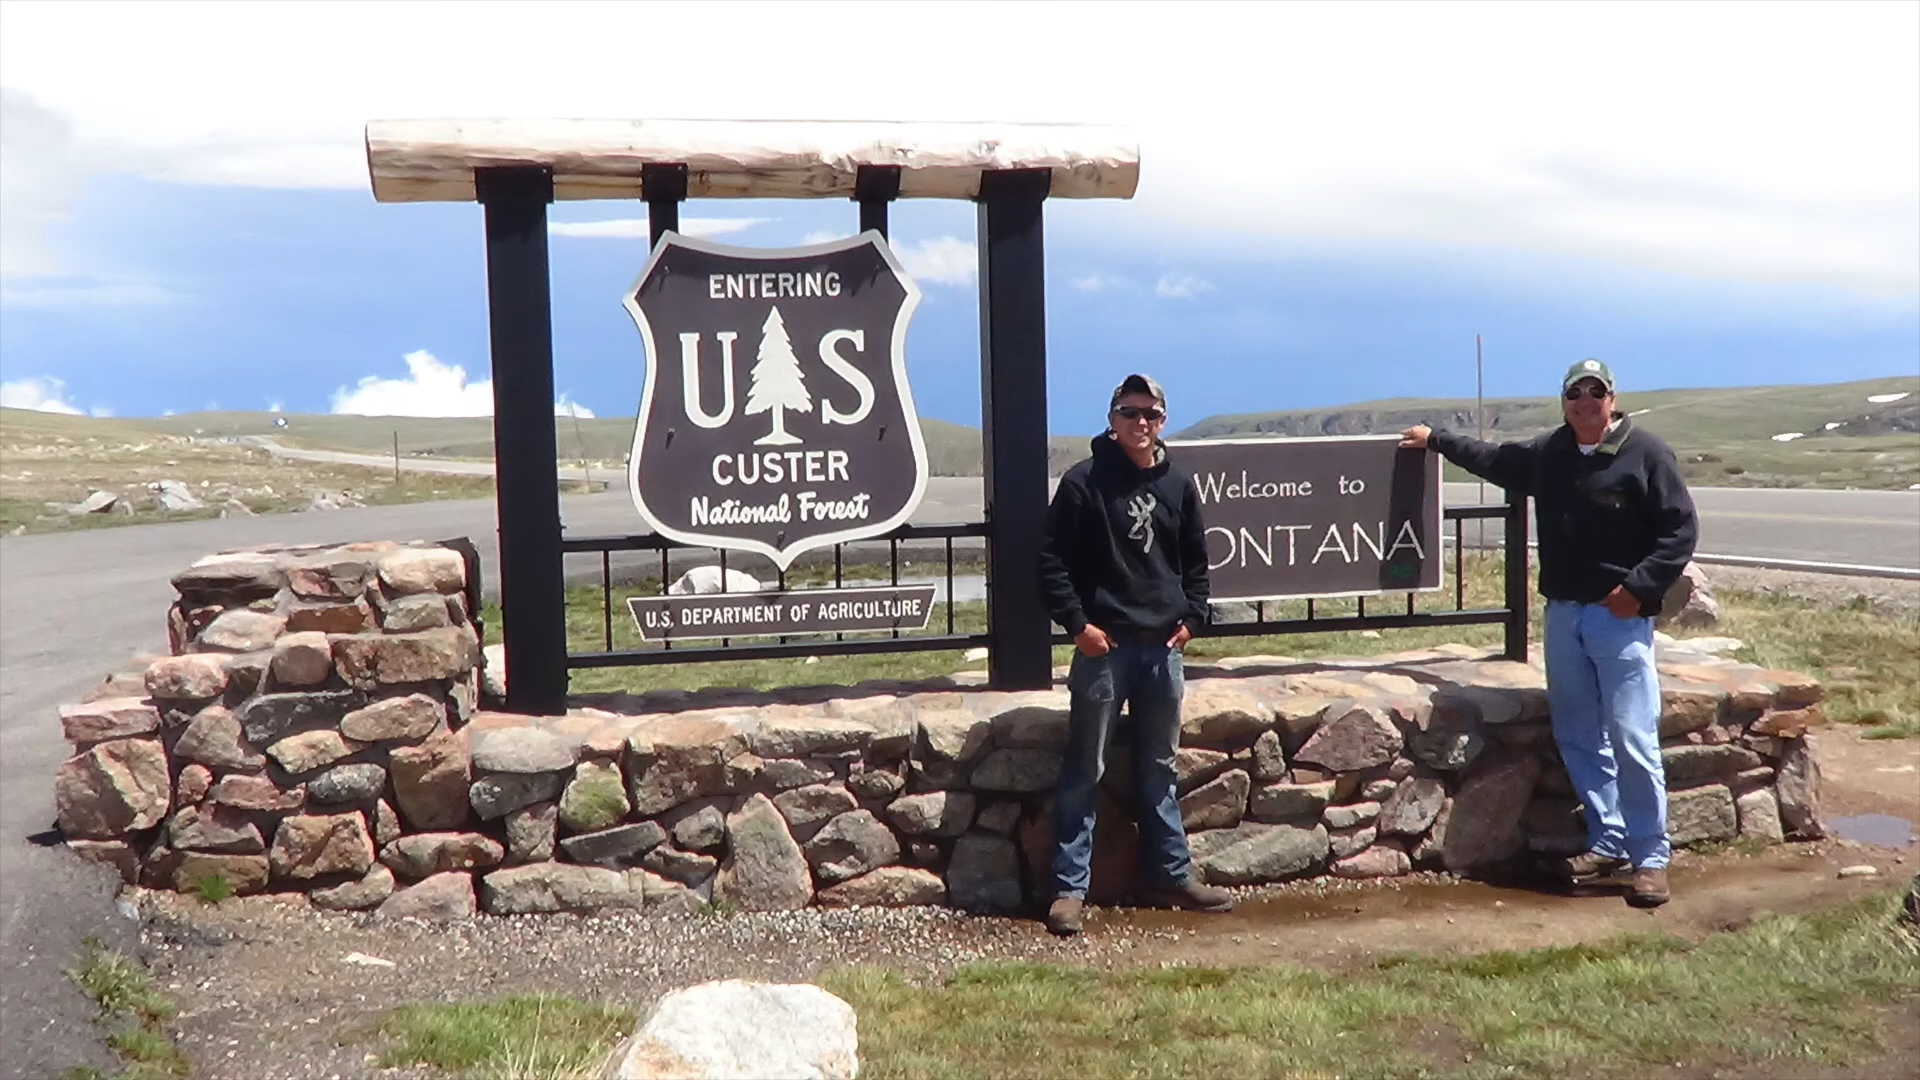 ENTERING
U S
CUSTER
National Forest
U.S. DEPARTMENT OF AGRICULTURE
Welcome to
ONTANA